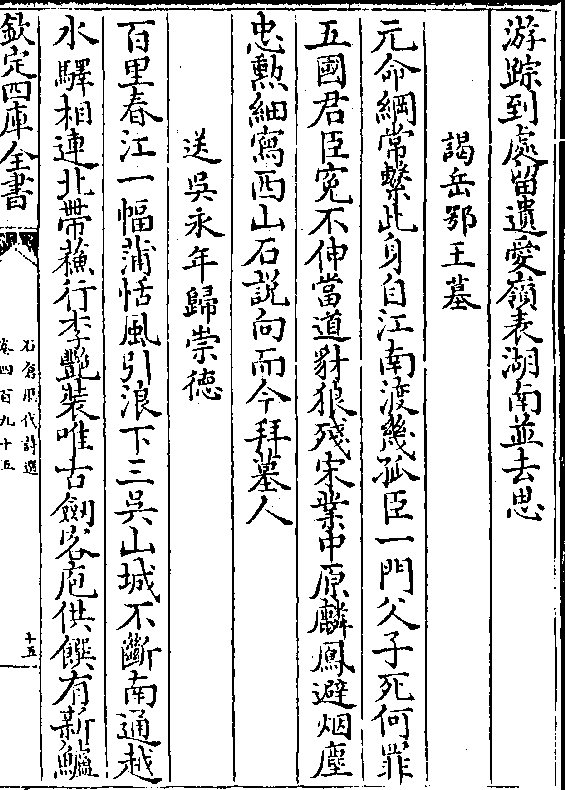 游踪到處留遺愛嶺表湖南並去思
謁岳鄂王墓
元命綱常繫此身自江南渡幾孤臣一門父子死何罪
五國君臣寃不伸當道豺狼殘宋業中原麟鳳避烟塵
忠勲細寫西山石説向而今拜墓人
送吳永年歸崇德
百里春江一幅蒲恬風引浪下三吳山城不斷南通越
水驛相連北帶蘓行李艷裝唯古劍客庖供饌有新鱸
欽定四庫全書
石倉歷代詩選
卷四百九十五
十五